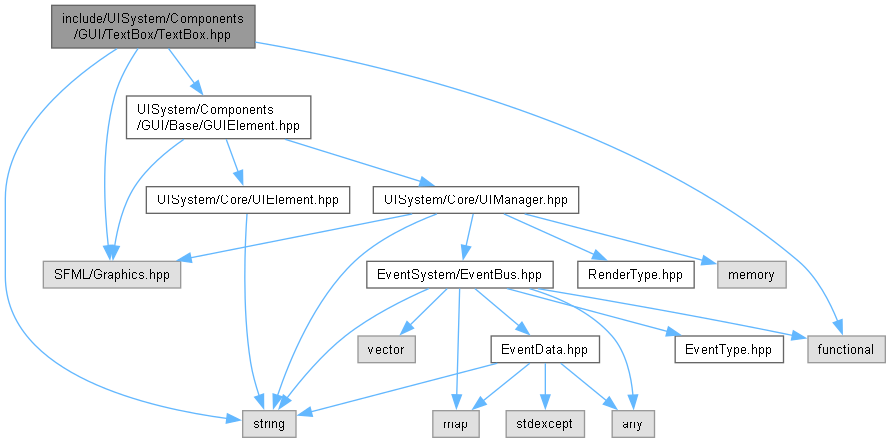 include/UISystem/Components
/GUI/TextBox/TextBox.hpp
UISystem/Components
/GUI/Base/GUIElement.hpp
UISystem/Core/UIElement.hpp
UISystem/Core/UIManager.hpp
SFML/Graphics.hpp
EventSystem/EventBus.hpp
RenderType.hpp
memory
vector
EventData.hpp
EventType.hpp
functional
string
map
stdexcept
any